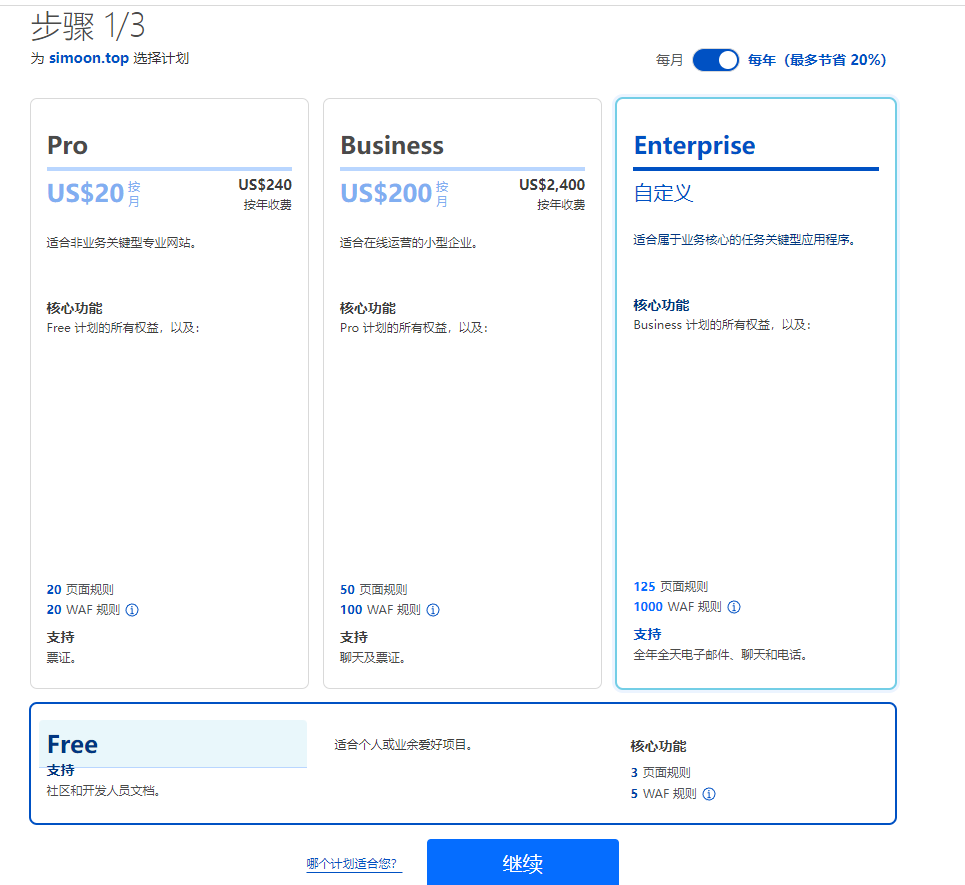 步骤 1/3
为 simoon.top 选择计划
每月 每年（最多节省 20%）
Pro
US$20 按月
US$240
按年收费
适合非业务关键型专业网站。
核心功能
Free 计划的所有权益，以及：
20 页面规则
20 WAF 规则
支持
票证。
Business
US$200 按月
US$2,400
按年收费
适合在线运营的小型企业。
核心功能
Pro 计划的所有权益，以及：
50 页面规则
100 WAF 规则
支持
聊天及票证。
Enterprise
自定义
适合属于业务核心的任务关键型应用程序。
核心功能
Business 计划的所有权益，以及：
125 页面规则
1000 WAF 规则
支持
全年全天电子邮件、聊天和电话。
Free
支持
社区和开发人员文档。
适合个人或业余爱好项目。
核心功能
3 页面规则
5 WAF 规则
哪个计划适合您?
继续